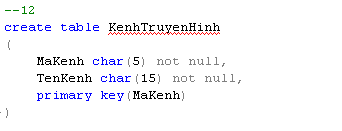 --12
create table KenhTruyenHinh
(
MaKenh char(5) not null,
TenKenh char(15) not null,
primary key(MaKenh)
)